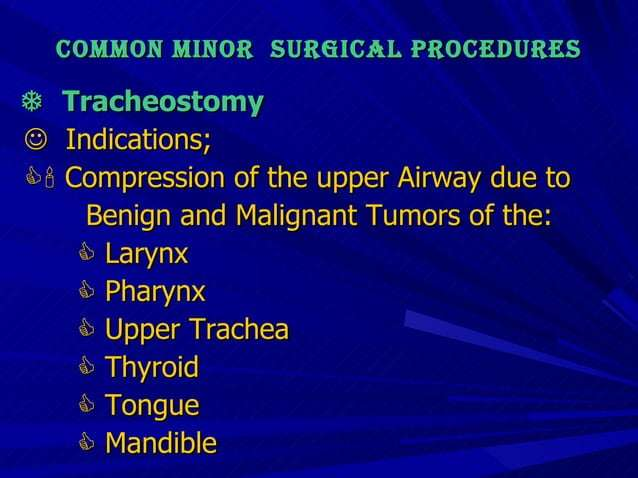 COMMON MINOR SURGICAL PROCEDURES
Tracheostomy
Indications;
Compression of the upper Airway due to
Benign and Malignant Tumors of the:
Larynx
Pharynx
Upper Trachea
Thyroid
Tongue
Mandible